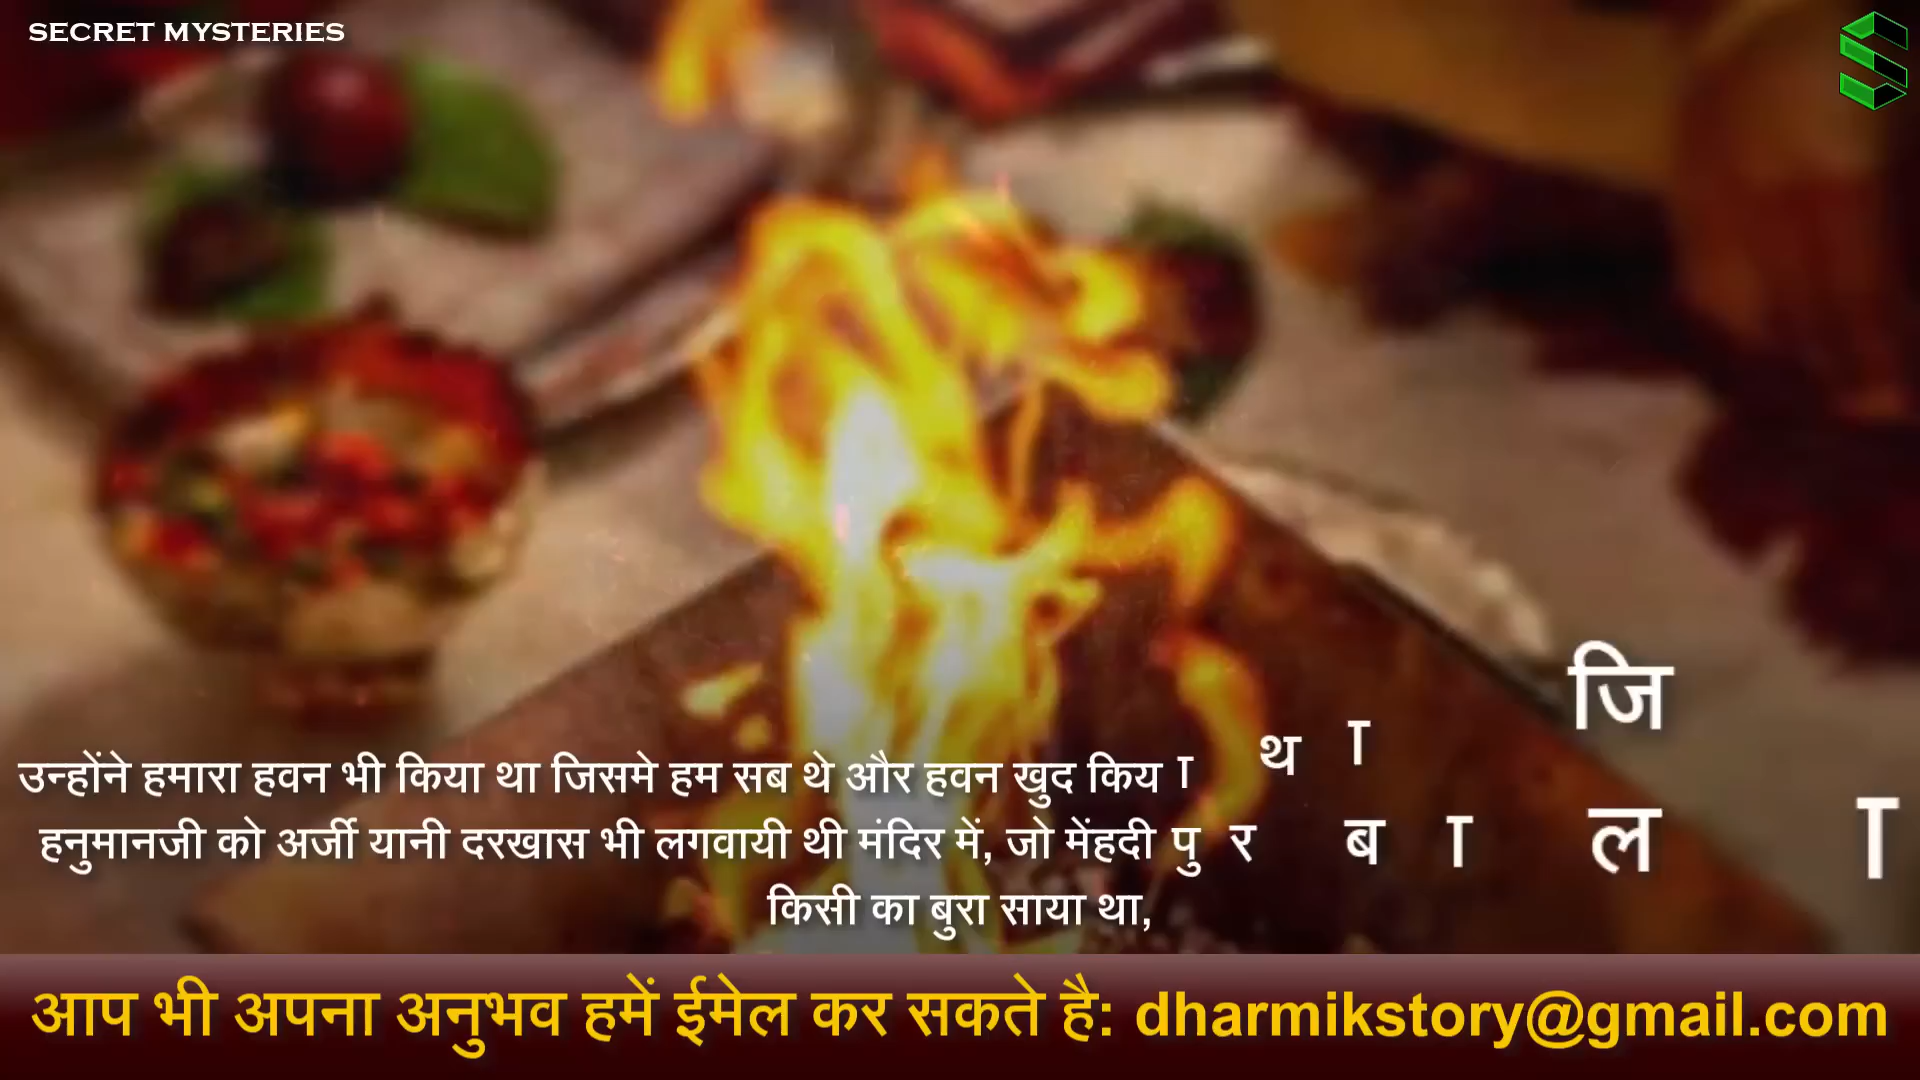 SECRET MYSTERIES
उन्होंने हमारा हवन भी किया था जिसमे हम सब थे और हवन खुद किया था जि
हनुमानजी को अर्जी यानी दरखास भी लगवायी थी मंदिर में, जो मेंहदी पुर बाला
किसी का बुरा साया था,
आप भी अपना अनुभव हमें ईमेल कर सकते है: dharmikstory@gmail.com